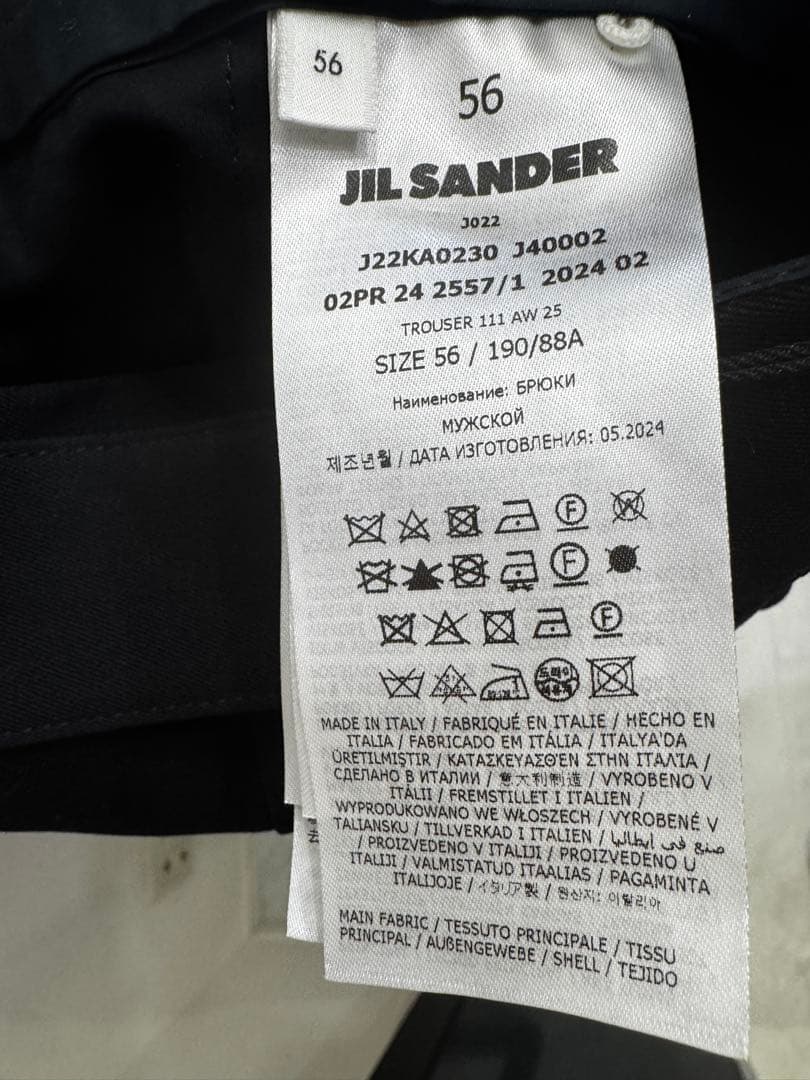 56
56
JIL SANDER
J022
J22KA0230 J40002
02PR 24 2557/1 2024 02
TROUSER 111 AW 25
SIZE 56 / 190/88A
Наименование: БРЮКИ
МУЖСКОЙ
제조년월 / ДАТА ИЗГОТОВЛЕНИЯ: 05.2024
F W
F
F
드라이
MADE IN ITALY / FABRIQUÉ EN ITALIE / HECHO EN
ITALIA / FABRICADO EM ITÁLIA / ITALYA'DA
ÜRETILMIŞTIR / ΚΑΤΑΣΚΕΥΑΣΘΕΝ ΣΤΗΝ ΙΤΑΛΊΑ /
СДЕЛАНО В ИТАЛИИ / 意大利制造 / VYROBENO V
ITÁLII / FREMSTILLET I ITALIEN /
WYPRODUKOWANO WE WŁOSZECH / VYROBENÉ V
TALIANSKU / TILLVERKAD I ITALIEN / صنع في ايطاليا
/ PROIZVEDENO V ITALIJI / PROIZVEDENO U
ITALIJI / VALMISTATUD ITAALIAS / PAGAMINTA
ITALIJOJE / イタリア製 / 원산지: 이탈리아
MAIN FABRIC / TESSUTO PRINCIPALE / TISSU
PRINCIPAL / AUßENGEWEBE / SHELL / TEJIDO